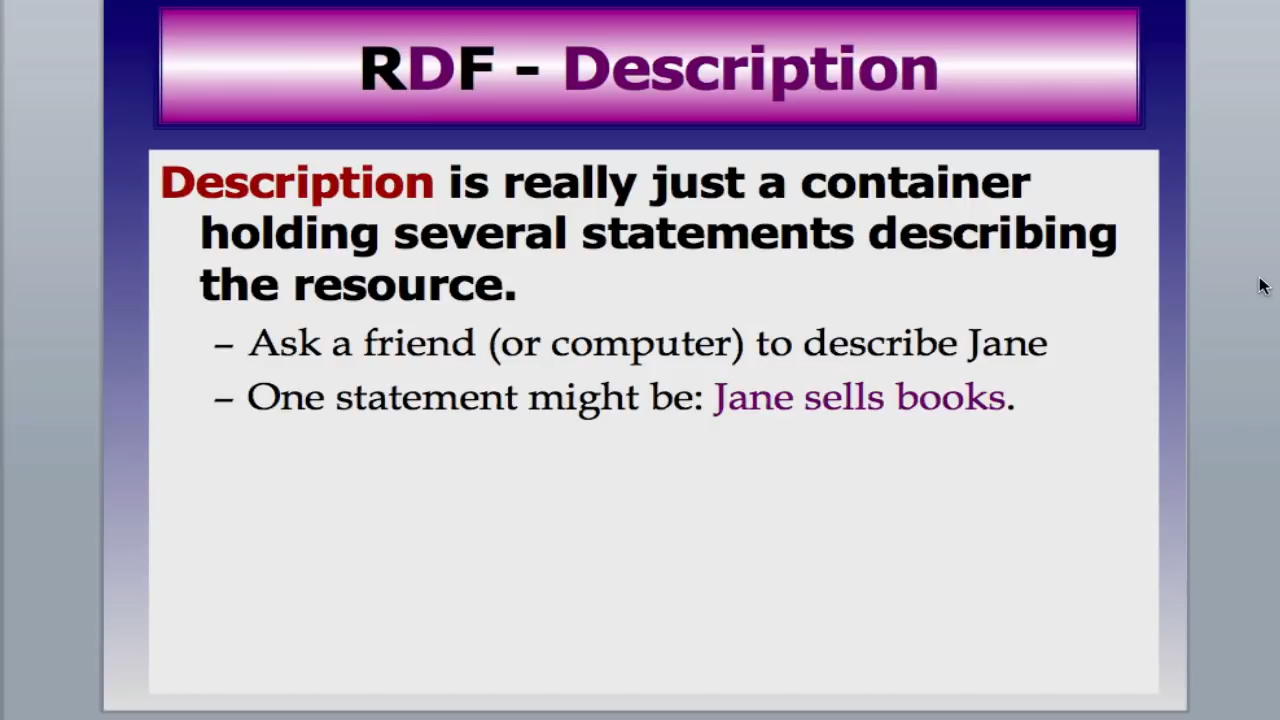 RDF - Description
Description is really just a container
holding several statements describing
the resource.
– Ask a friend (or computer) to describe Jane
– One statement might be: Jane sells books.